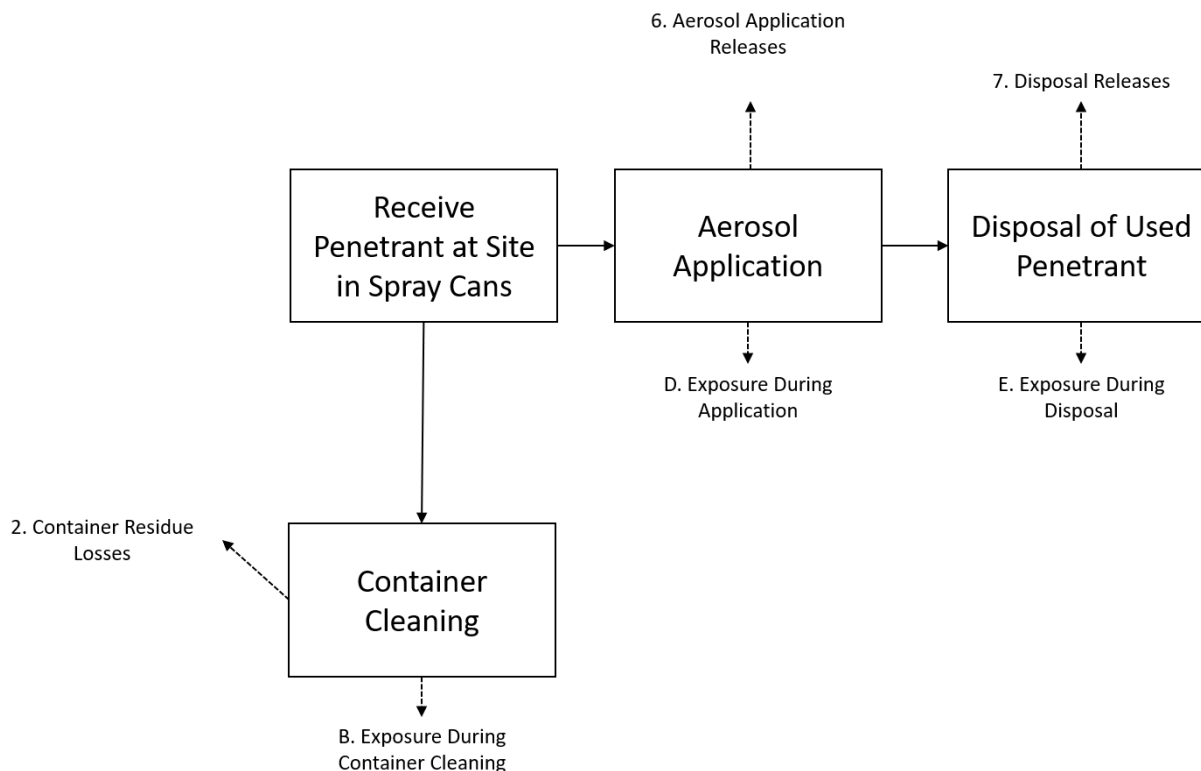 6. Aerosol Application
Releases
7. Disposal Releases
Receive
Penetrant at Site
in Spray Cans
Aerosol
Application
Disposal of Used
Penetrant
D. Exposure During
Application
E. Exposure During
Disposal
2. Container Residue
Losses
Container
Cleaning
B. Exposure During
Container Cleaning